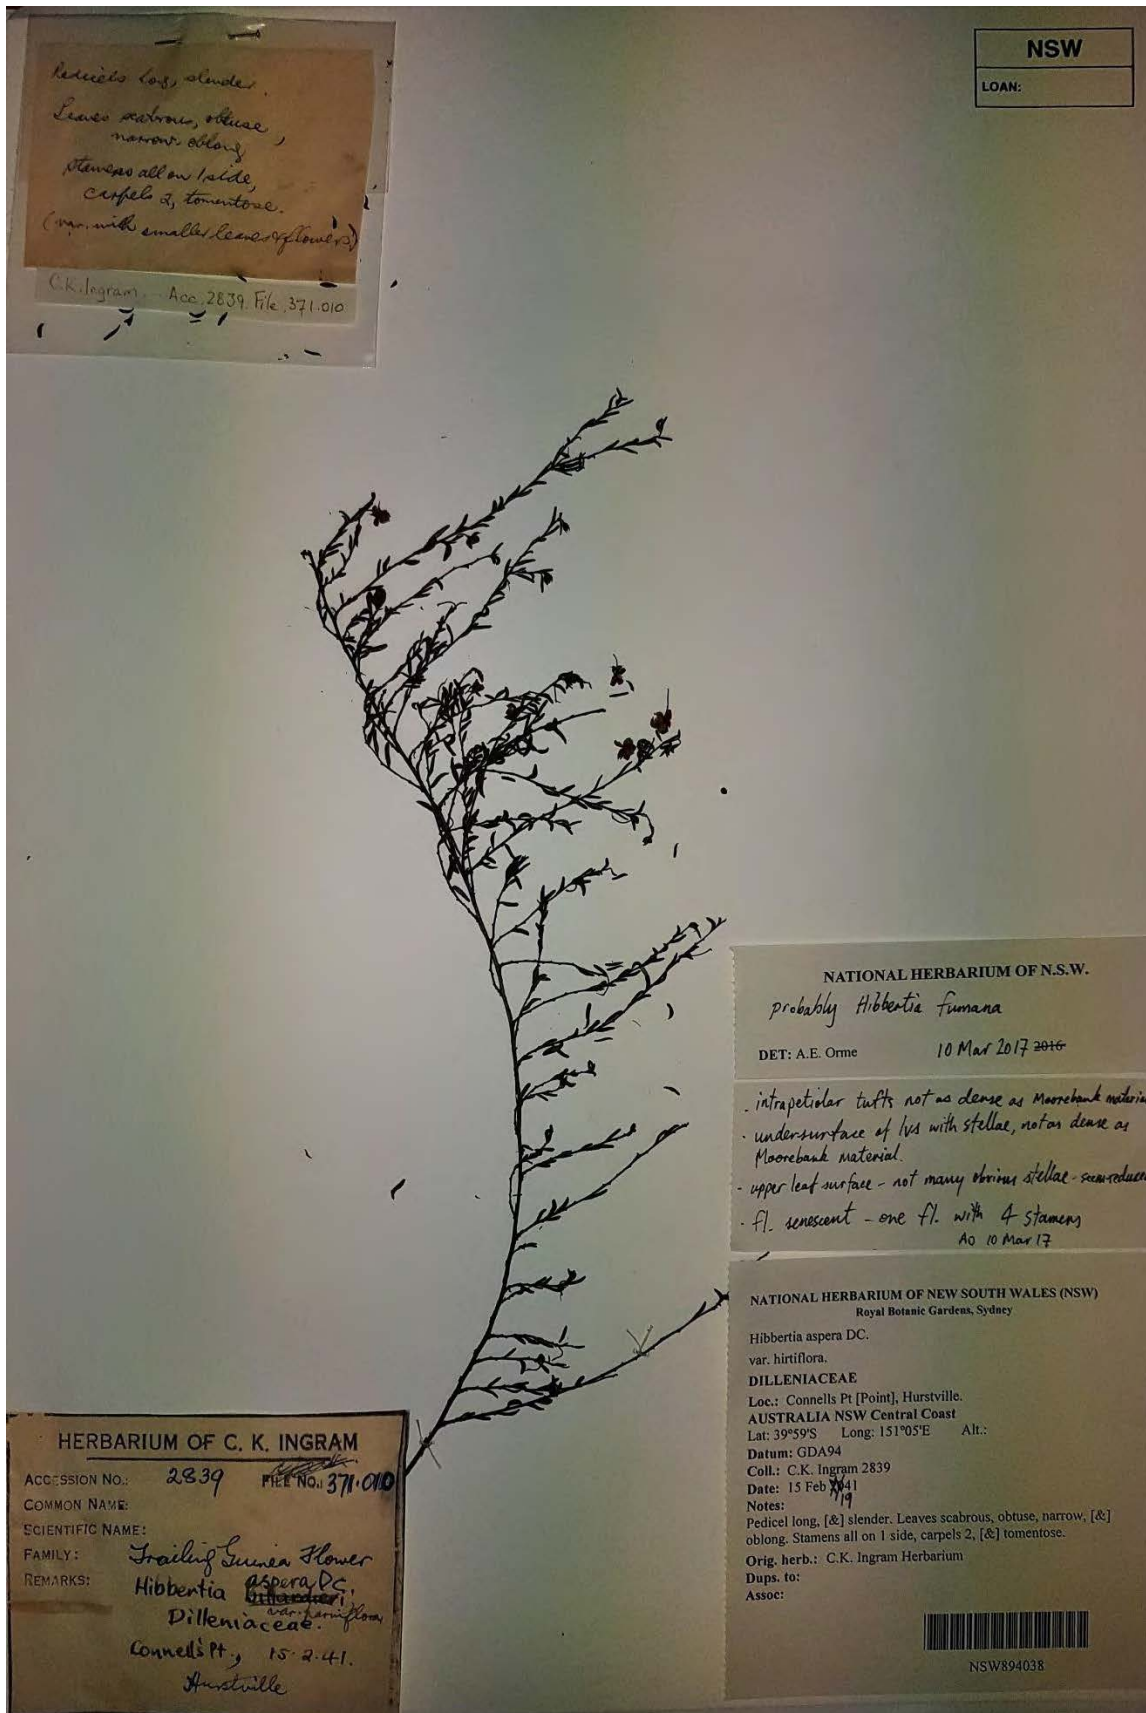 Pedicels long, slender.
Leaves scabrous, obtuse,
narrow oblong
stamens all on 1 side,
carpels 2, tomentose.
(var. with smaller leaves & flowers)
C.K.Ingram. - Acc. 2839. File. 371.010
NSW
LOAN:
NATIONAL HERBARIUM OF N.S.W.
probably Hibbertia fumana
DET: A.E. Orme 10 Mar 2017 2016
- intrapetiolar tufts not as dense as Moorebank material
- undersurface of lvs with stellae, not as dense as
Moorebank material.
- upper leaf surface - not many obvious stellae - seem reduced
- fl. senescent - one fl. with 4 stamens
AO 10 Mar 17
NATIONAL HERBARIUM OF NEW SOUTH WALES (NSW)
Royal Botanic Gardens, Sydney
Hibbertia aspera DC.
var. hirtiflora.
DILLENIACEAE
Loc.: Connells Pt [Point], Hurstville.
AUSTRALIA NSW Central Coast
Lat: 39°59'S Long: 151°05'E Alt.:
Datum: GDA94
Coll.: C.K. Ingram 2839
Date: 15 Feb 41
19
Notes:
Pedicel long, [&] slender. Leaves scabrous, obtuse, narrow, [&]
oblong. Stamens all on 1 side, carpels 2, [&] tomentose.
Orig. herb.: C.K. Ingram Herbarium
Dups. to:
Assoc:
NSW894038
HERBARIUM OF C. K. INGRAM
ACCESSION NO.: 2839 FILE NO.: 371.010
COMMON NAME:
SCIENTIFIC NAME:
FAMILY: Trailing Guinea Flower
REMARKS: Hibbertia aspera DC.
billardieri
var. parviflora
Dilleniaceae.
Connell's Pt., 15.2.41.
Hurstville